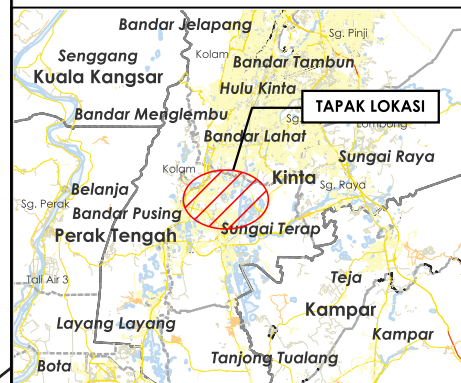 Bandar Jelapang
Sg. Pinji
Senggang
Kolam
Bandar Tambun
Kuala Kangsar
Hulu Kinta
TAPAK LOKASI
Bandar Menglembu
Sg.
Bandar Lahat
Sungai Raya
Kolam
Kinta
Belanja
Sg. Raya
Sg. Perak
Bandar Pusing
Sungai Terap
Perak Tengah
Tali Air 3
Teja
Kampar
Layang Layang
Kampar
Tanjong Tualang
Bota